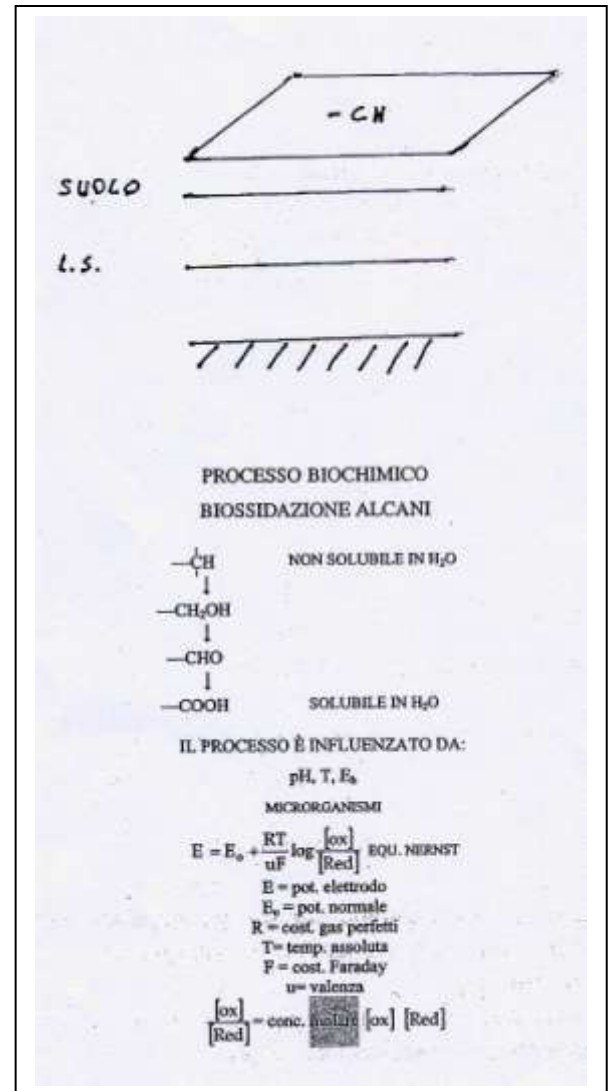 - CH
SUOLO
L.S.
PROCESSO BIOCHIMICO
BIOSSIDAZIONE ALCANI
—CH NON SOLUBILE IN H₂O
↓
—CH₂OH
↓
—CHO
↓
—COOH SOLUBILE IN H₂O
IL PROCESSO È INFLUENZATO DA:
pH, T, Eₕ
MICRORGANISMI
E = Eₒ + RT/uF log [ox]/[Red] EQU. NERNST
E = pot. elettrodo
Eₒ = pot. normale
R = cost. gas perfetti
T= temp. assoluta
F = cost. Faraday
u= valenza
[ox]/[Red] = conc. molare [ox] [Red]